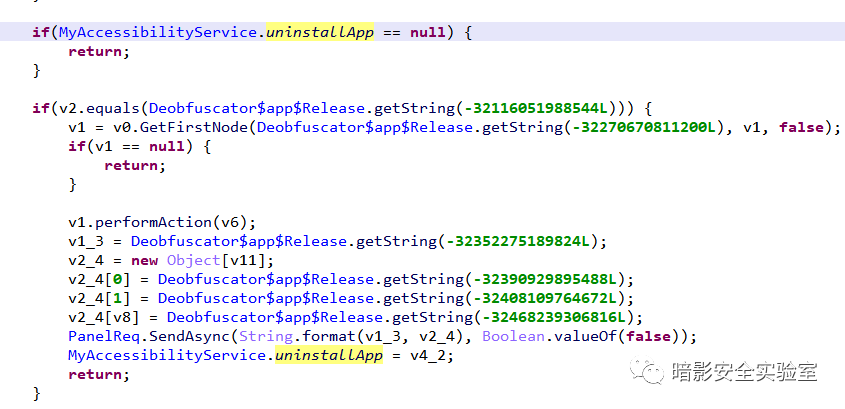 if(MyAccessibilityService.uninstallApp == null) {
return;
}
if(v2.equals(Deobfuscator$app$Release.getString(-32116051988544L))) {
v1 = v0.GetFirstNode(Deobfuscator$app$Release.getString(-32270670811200L), v1, false);
if(v1 == null) {
return;
}
v1.performAction(v6);
v1_3 = Deobfuscator$app$Release.getString(-32352275189824L);
v2_4 = new Object[v11];
v2_4[0] = Deobfuscator$app$Release.getString(-32390929895488L);
v2_4[1] = Deobfuscator$app$Release.getString(-32408109764672L);
v2_4[v8] = Deobfuscator$app$Release.getString(-32468239306816L);
PanelReq.SendAsync(String.format(v1_3, v2_4), Boolean.valueOf(false));
MyAccessibilityService.uninstallApp = v4_2;
return;
}
暗影安全实验室